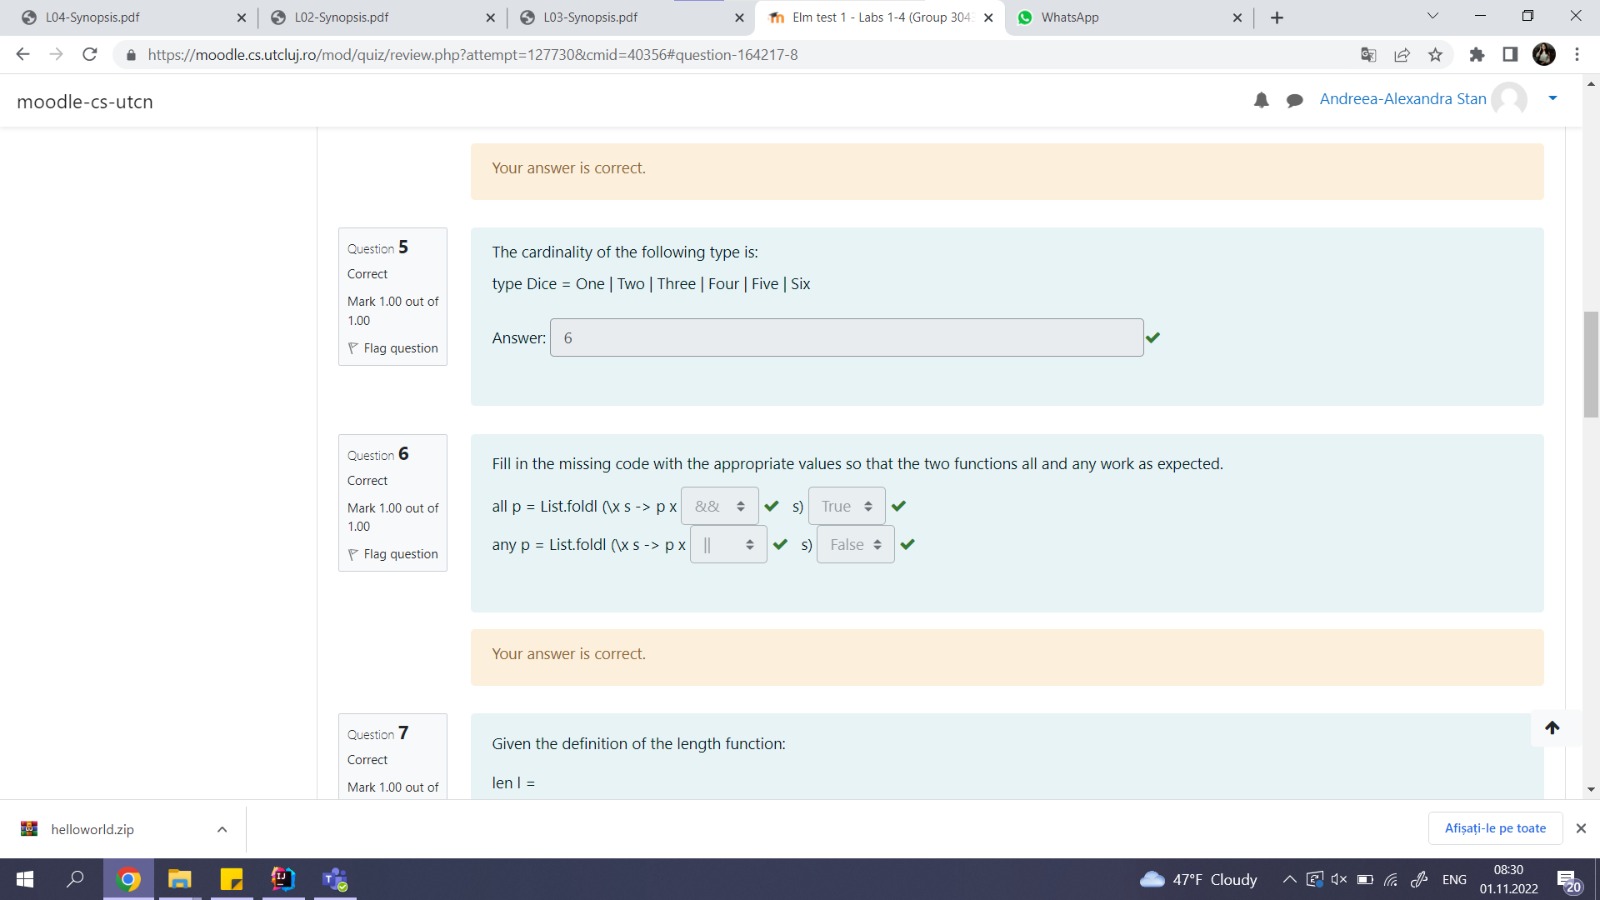 L04-Synopsis.pdf
L02-Synopsis.pdf
L03-Synopsis.pdf
Elm test 1 - Labs 1-4 (Group 304
WhatsApp
https://moodle.cs.utcluj.ro/mod/quiz/review.php?attempt=127730&cmid=40356#question-164217-8
moodle-cs-utcn
Andreea-Alexandra Stan
Your answer is correct.
Question 5
Correct
Mark 1.00 out of
1.00
Flag question
The cardinality of the following type is:
type Dice = One | Two | Three | Four | Five | Six
Answer: 6
Question 6
Correct
Mark 1.00 out of
1.00
Flag question
Fill in the missing code with the appropriate values so that the two functions all and any work as expected.
all p = List.foldl (\x s -> p x && s) True
any p = List.foldl (\x s -> p x || s) False
Your answer is correct.
Question 7
Correct
Mark 1.00 out of
Given the definition of the length function:
len l =
helloworld.zip
Afișați-le pe toate
47°F Cloudy
ENG
08:30
01.11.2022
20